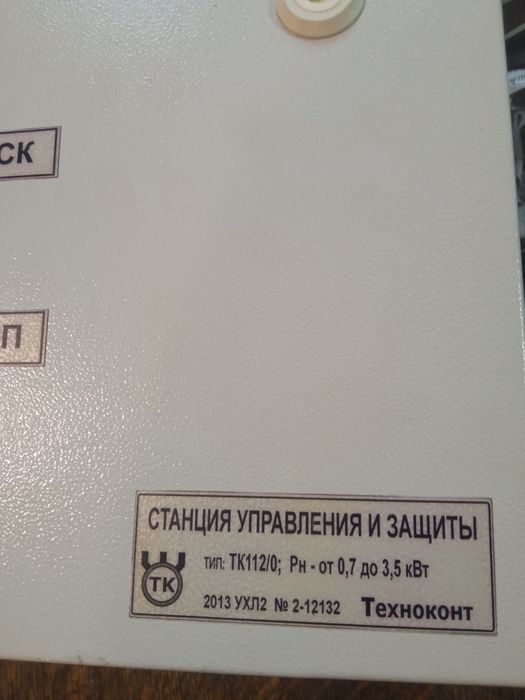 СК
П
СТАНЦИЯ УПРАВЛЕНИЯ И ЗАЩИТЫ
тип: ТК112/0; Рн - от 0,7 до 3,5 кВт
ТК
2013 УХЛ2 № 2-12132 Техноконт